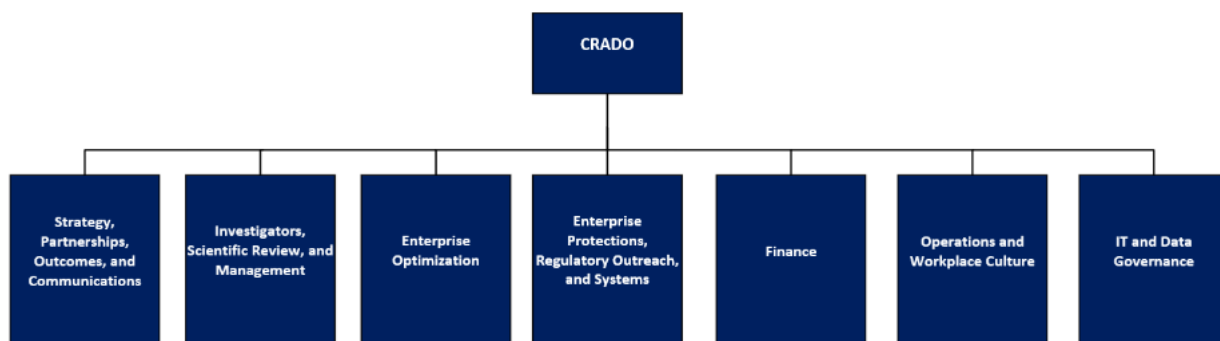 CRADO
Strategy,
Partnerships,
Outcomes, and
Communications
Investigators,
Scientific Review, and
Management
Enterprise
Optimization
Enterprise
Protections,
Regulatory Outreach,
and Systems
Finance
Operations and
Workplace Culture
IT and Data
Governance